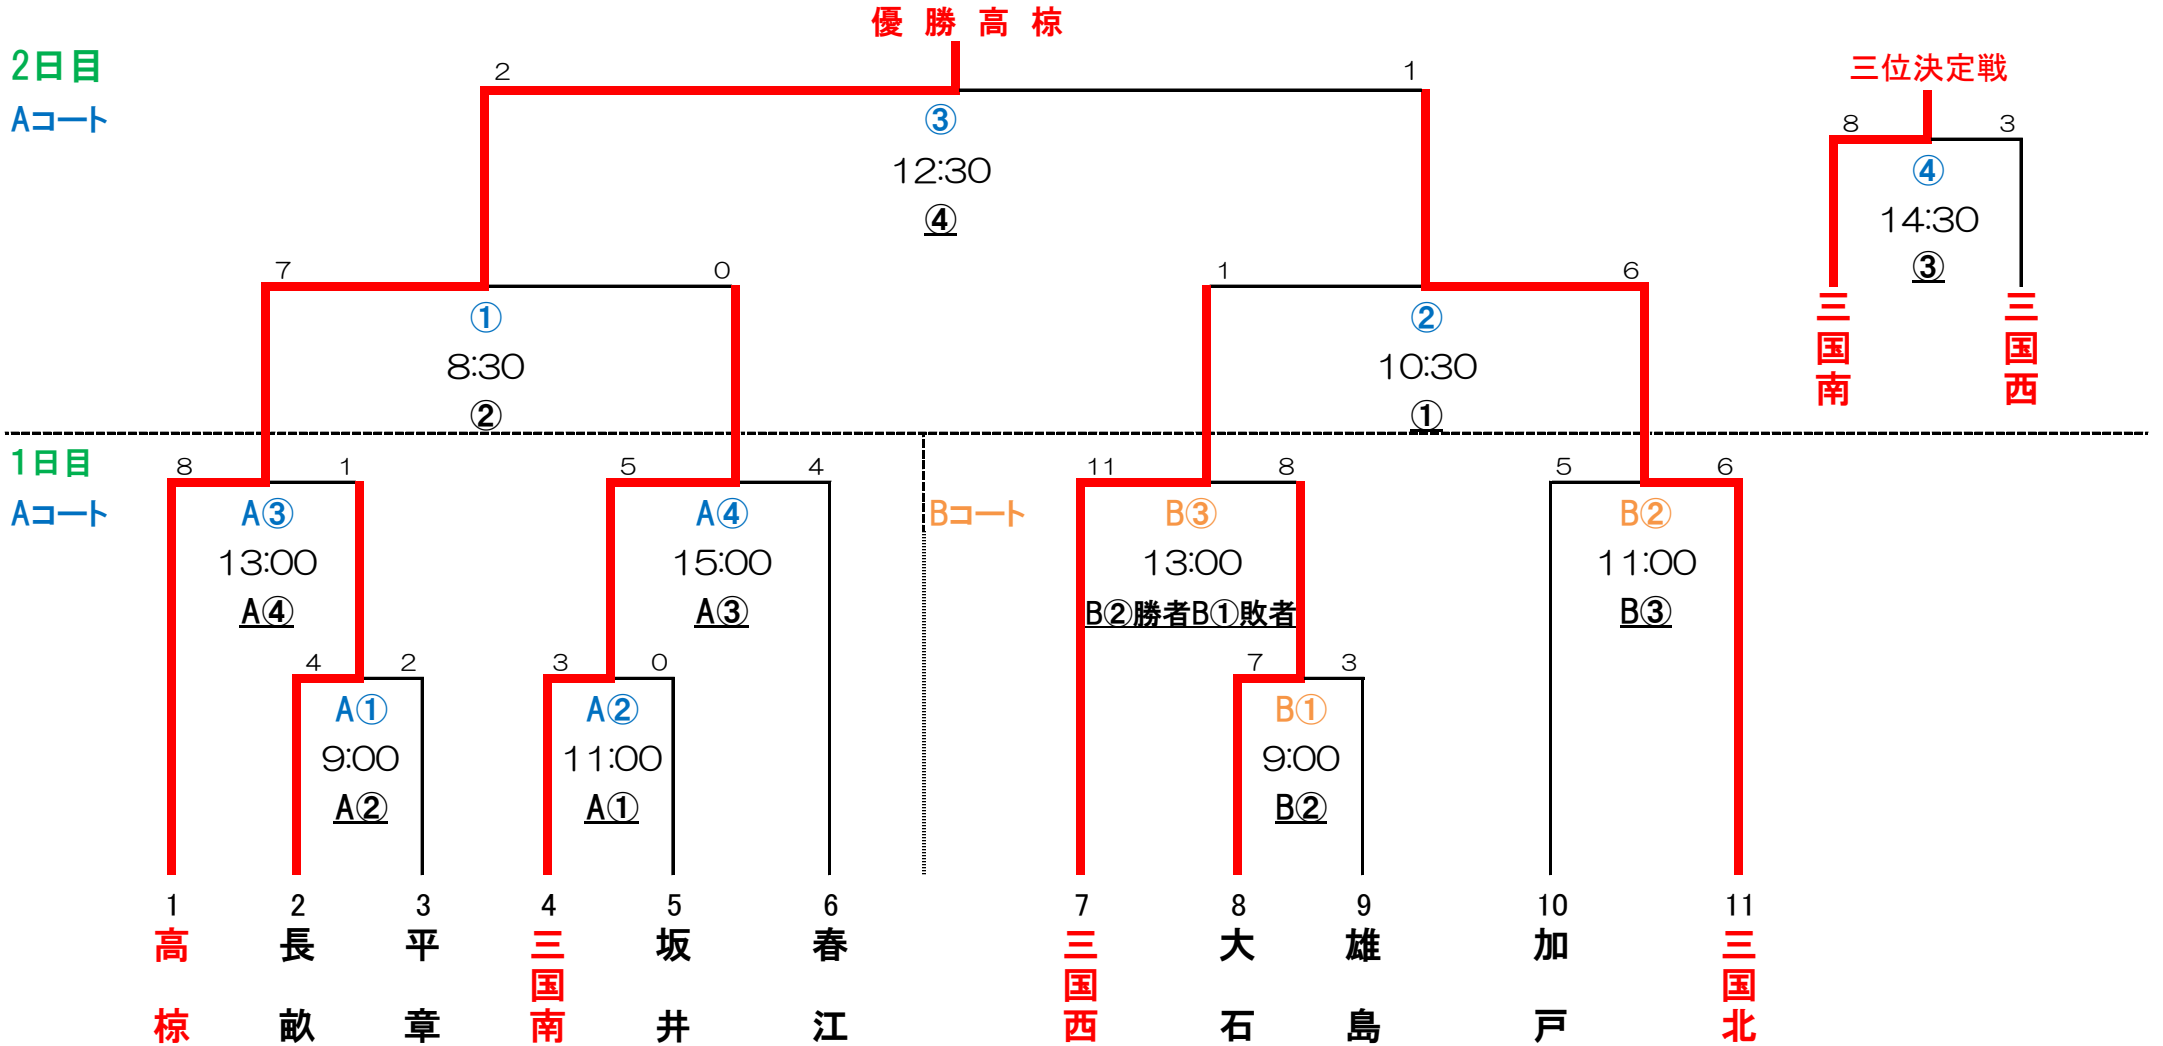 優勝高椋
2日目
Aコート
2
1
三位決定戦
③
12:30
④
8
3
④
14:30
③
三国南
三国西
7
0
1
6
①
8:30
②
②
10:30
①
1日目
Aコート
8
1
5
4
Bコート
11
8
5
6
A③
13:00
A④
A④
15:00
A③
B③
13:00
B②勝者B①敗者
B②
11:00
B③
4
2
3
0
7
3
A①
9:00
A②
A②
11:00
A①
B①
9:00
B②
1
2
3
4
5
6
7
8
9
10
11
高椋
長畝
平章
三国南
坂井
春江
三国西
大石
雄島
加戸
三国北